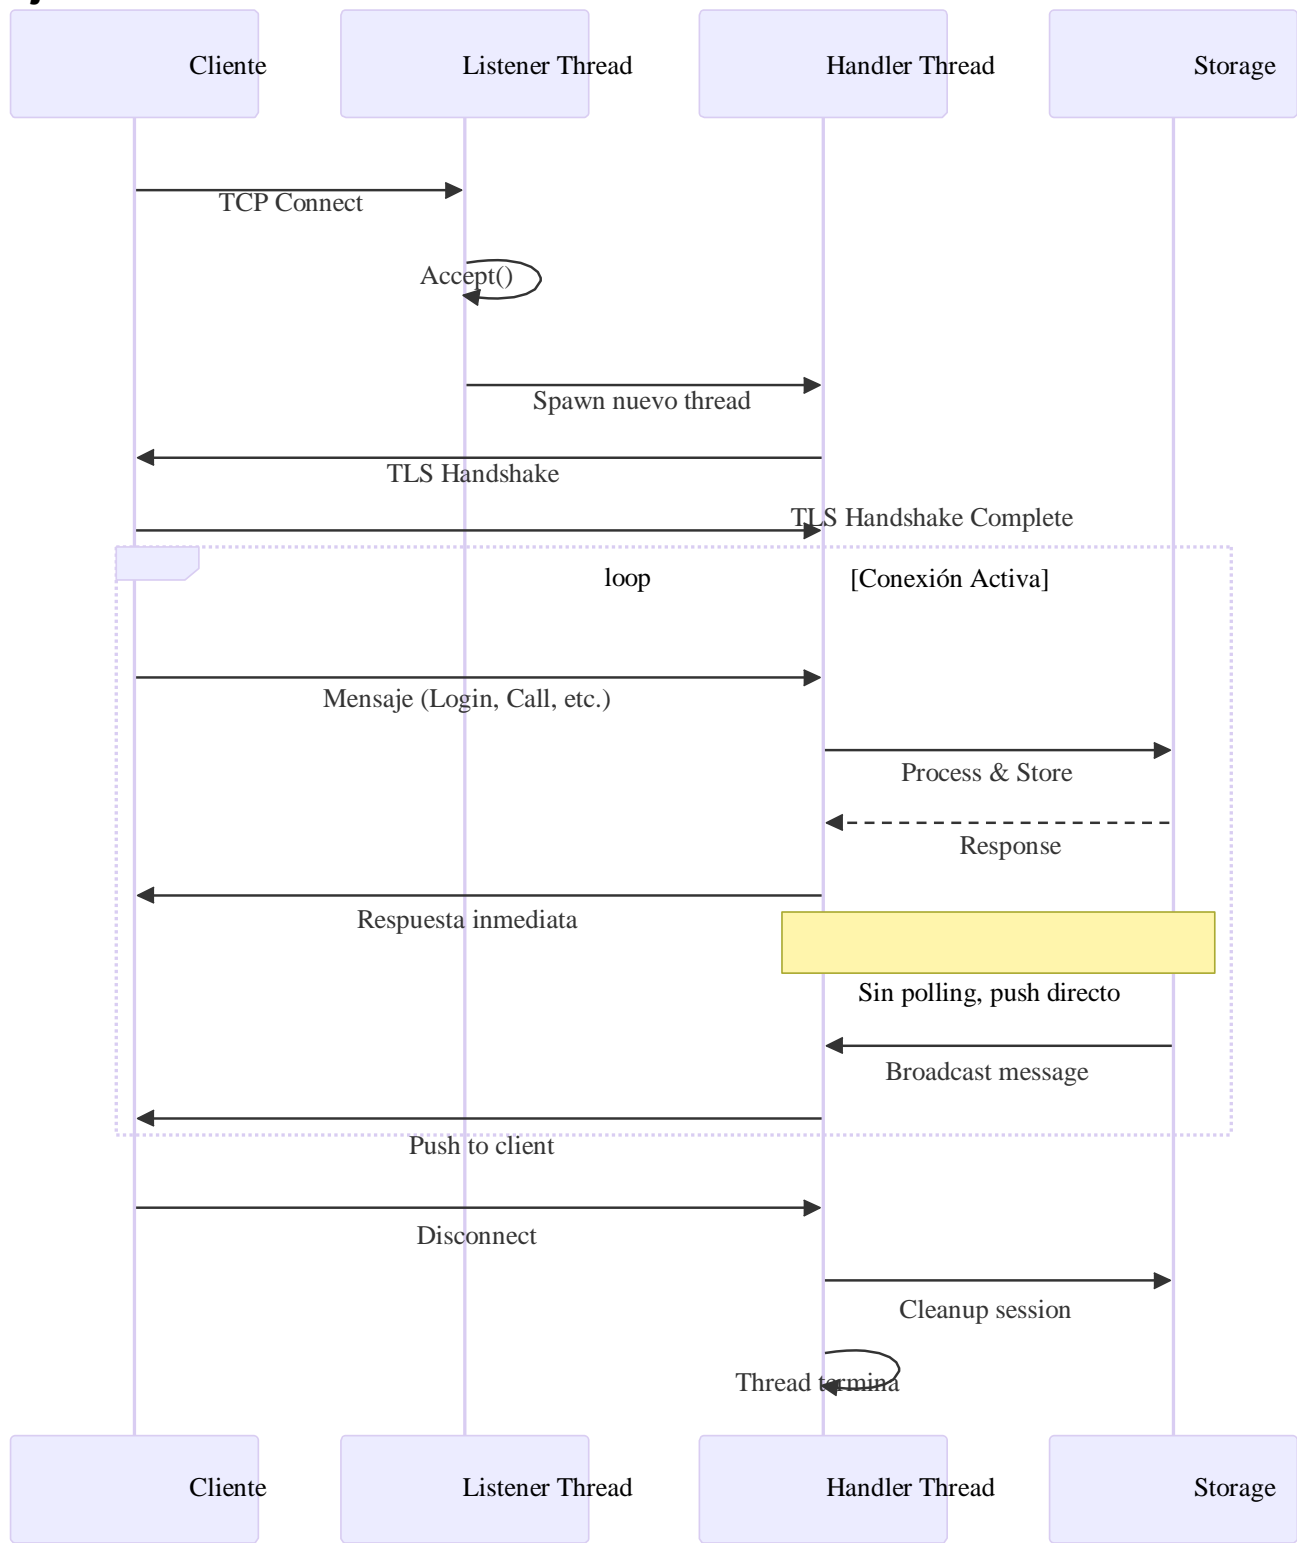 Cliente
Listener Thread
Handler Thread
Storage
TCP Connect
Accept()
Spawn nuevo thread
TLS Handshake
TLS Handshake Complete
loop
[Conexión Activa]
Mensaje (Login, Call, etc.)
Process & Store
Response
Respuesta inmediata
Sin polling, push directo
Broadcast message
Push to client
Disconnect
Cleanup session
Thread termina
Cliente
Listener Thread
Handler Thread
Storage